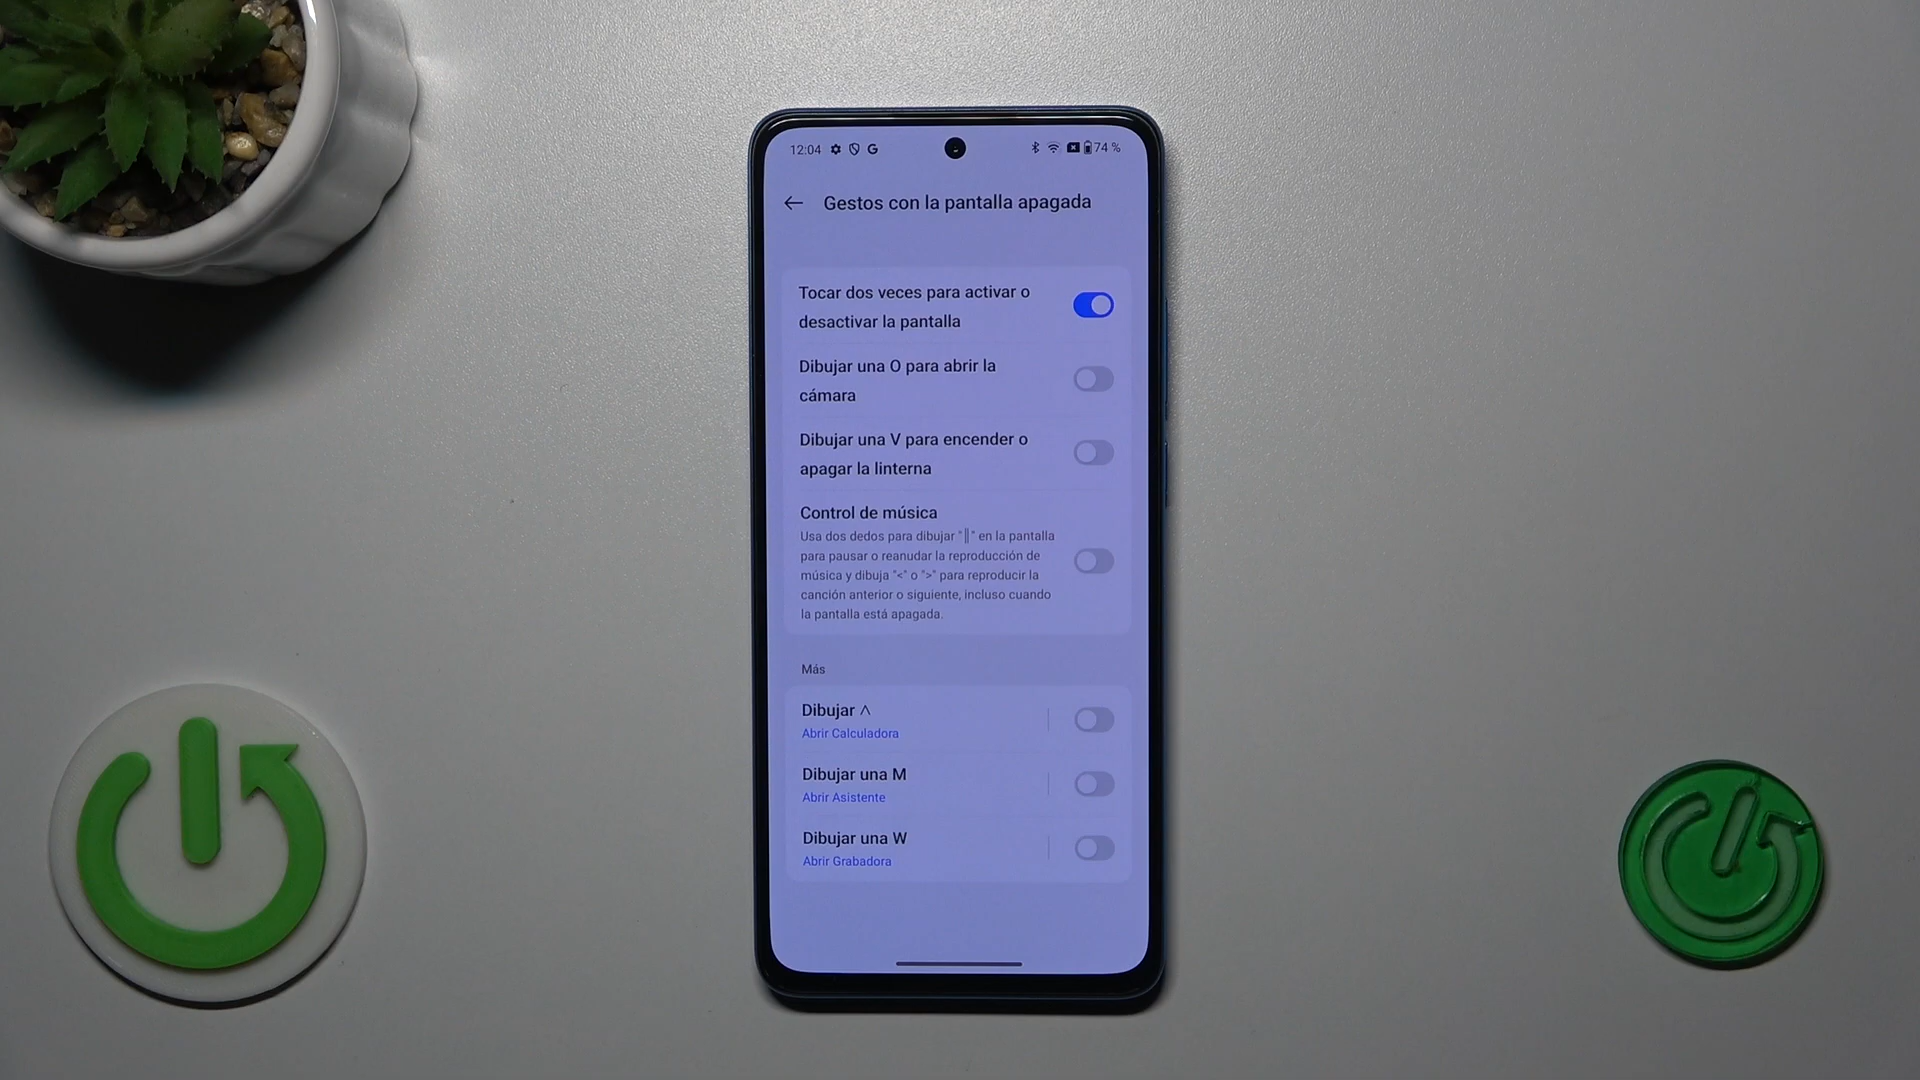 12:04 74 %
Gestos con la pantalla apagada
Tocar dos veces para activar o
desactivar la pantalla
Dibujar una O para abrir la
cámara
Dibujar una V para encender o
apagar la linterna
Control de música
Usa dos dedos para dibujar "||" en la pantalla
para pausar o reanudar la reproducción de
música y dibuja "<" o ">" para reproducir la
canción anterior o siguiente, incluso cuando
la pantalla está apagada.
Más
Dibujar ^
Abrir Calculadora
Dibujar una M
Abrir Asistente
Dibujar una W
Abrir Grabadora